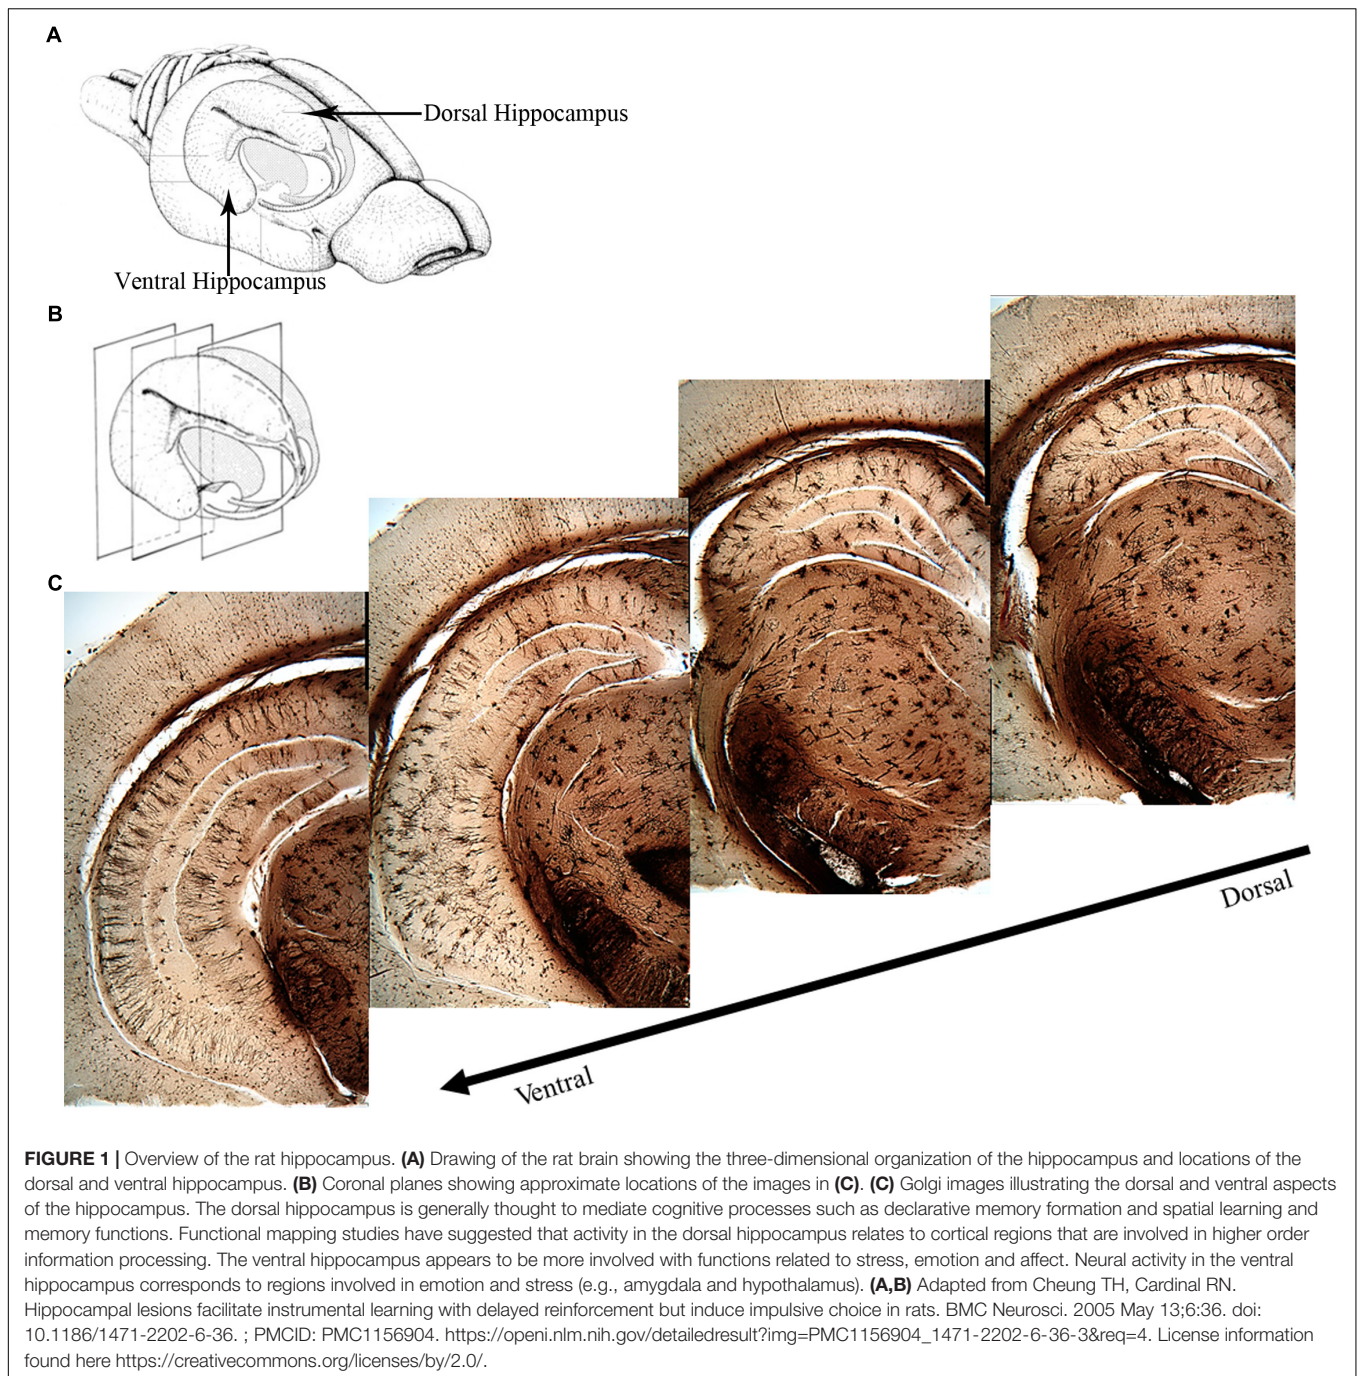 A
Dorsal Hippocampus
Ventral Hippocampus
B
C
Dorsal
Ventral
FIGURE 1 | Overview of the rat hippocampus. (A) Drawing of the rat brain showing the three-dimensional organization of the hippocampus and locations of the
dorsal and ventral hippocampus. (B) Coronal planes showing approximate locations of the images in (C). (C) Golgi images illustrating the dorsal and ventral aspects
of the hippocampus. The dorsal hippocampus is generally thought to mediate cognitive processes such as declarative memory formation and spatial learning and
memory functions. Functional mapping studies have suggested that activity in the dorsal hippocampus relates to cortical regions that are involved in higher order
information processing. The ventral hippocampus appears to be more involved with functions related to stress, emotion and affect. Neural activity in the ventral
hippocampus corresponds to regions involved in emotion and stress (e.g., amygdala and hypothalamus). (A,B) Adapted from Cheung TH, Cardinal RN.
Hippocampal lesions facilitate instrumental learning with delayed reinforcement but induce impulsive choice in rats. BMC Neurosci. 2005 May 13;6:36. doi:
10.1186/1471-2202-6-36. ; PMCID: PMC1156904. https://openi.nlm.nih.gov/detailedresult?img=PMC1156904_1471-2202-6-36-3&req=4. License information
found here https://creativecommons.org/licenses/by/2.0/.